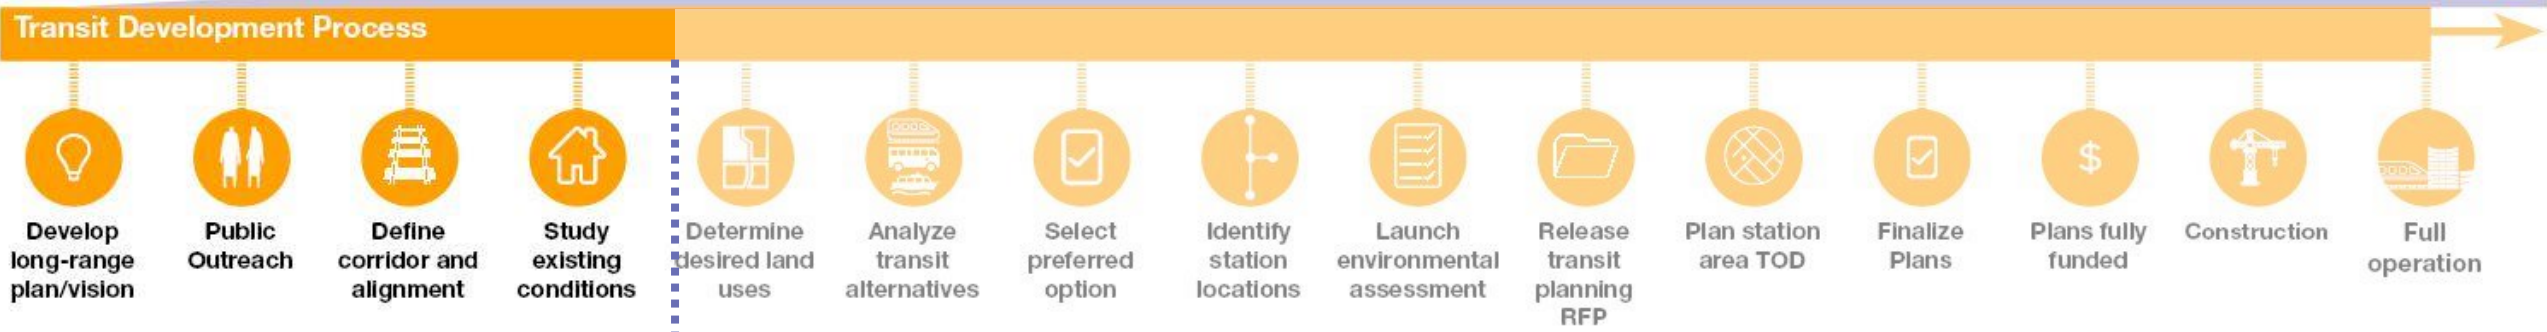 Transit Development Process
Develop
long-range
plan/vision
Public
Outreach
Define
corridor and
alignment
Study
existing
conditions
Determine
desired land
uses
Analyze
transit
alternatives
Select
preferred
option
Identify
station
locations
Launch
environmental
assessment
Release
transit
planning
RFP
Plan station
area TOD
Finalize
Plans
$
Plans fully
funded
Construction
Full
operation